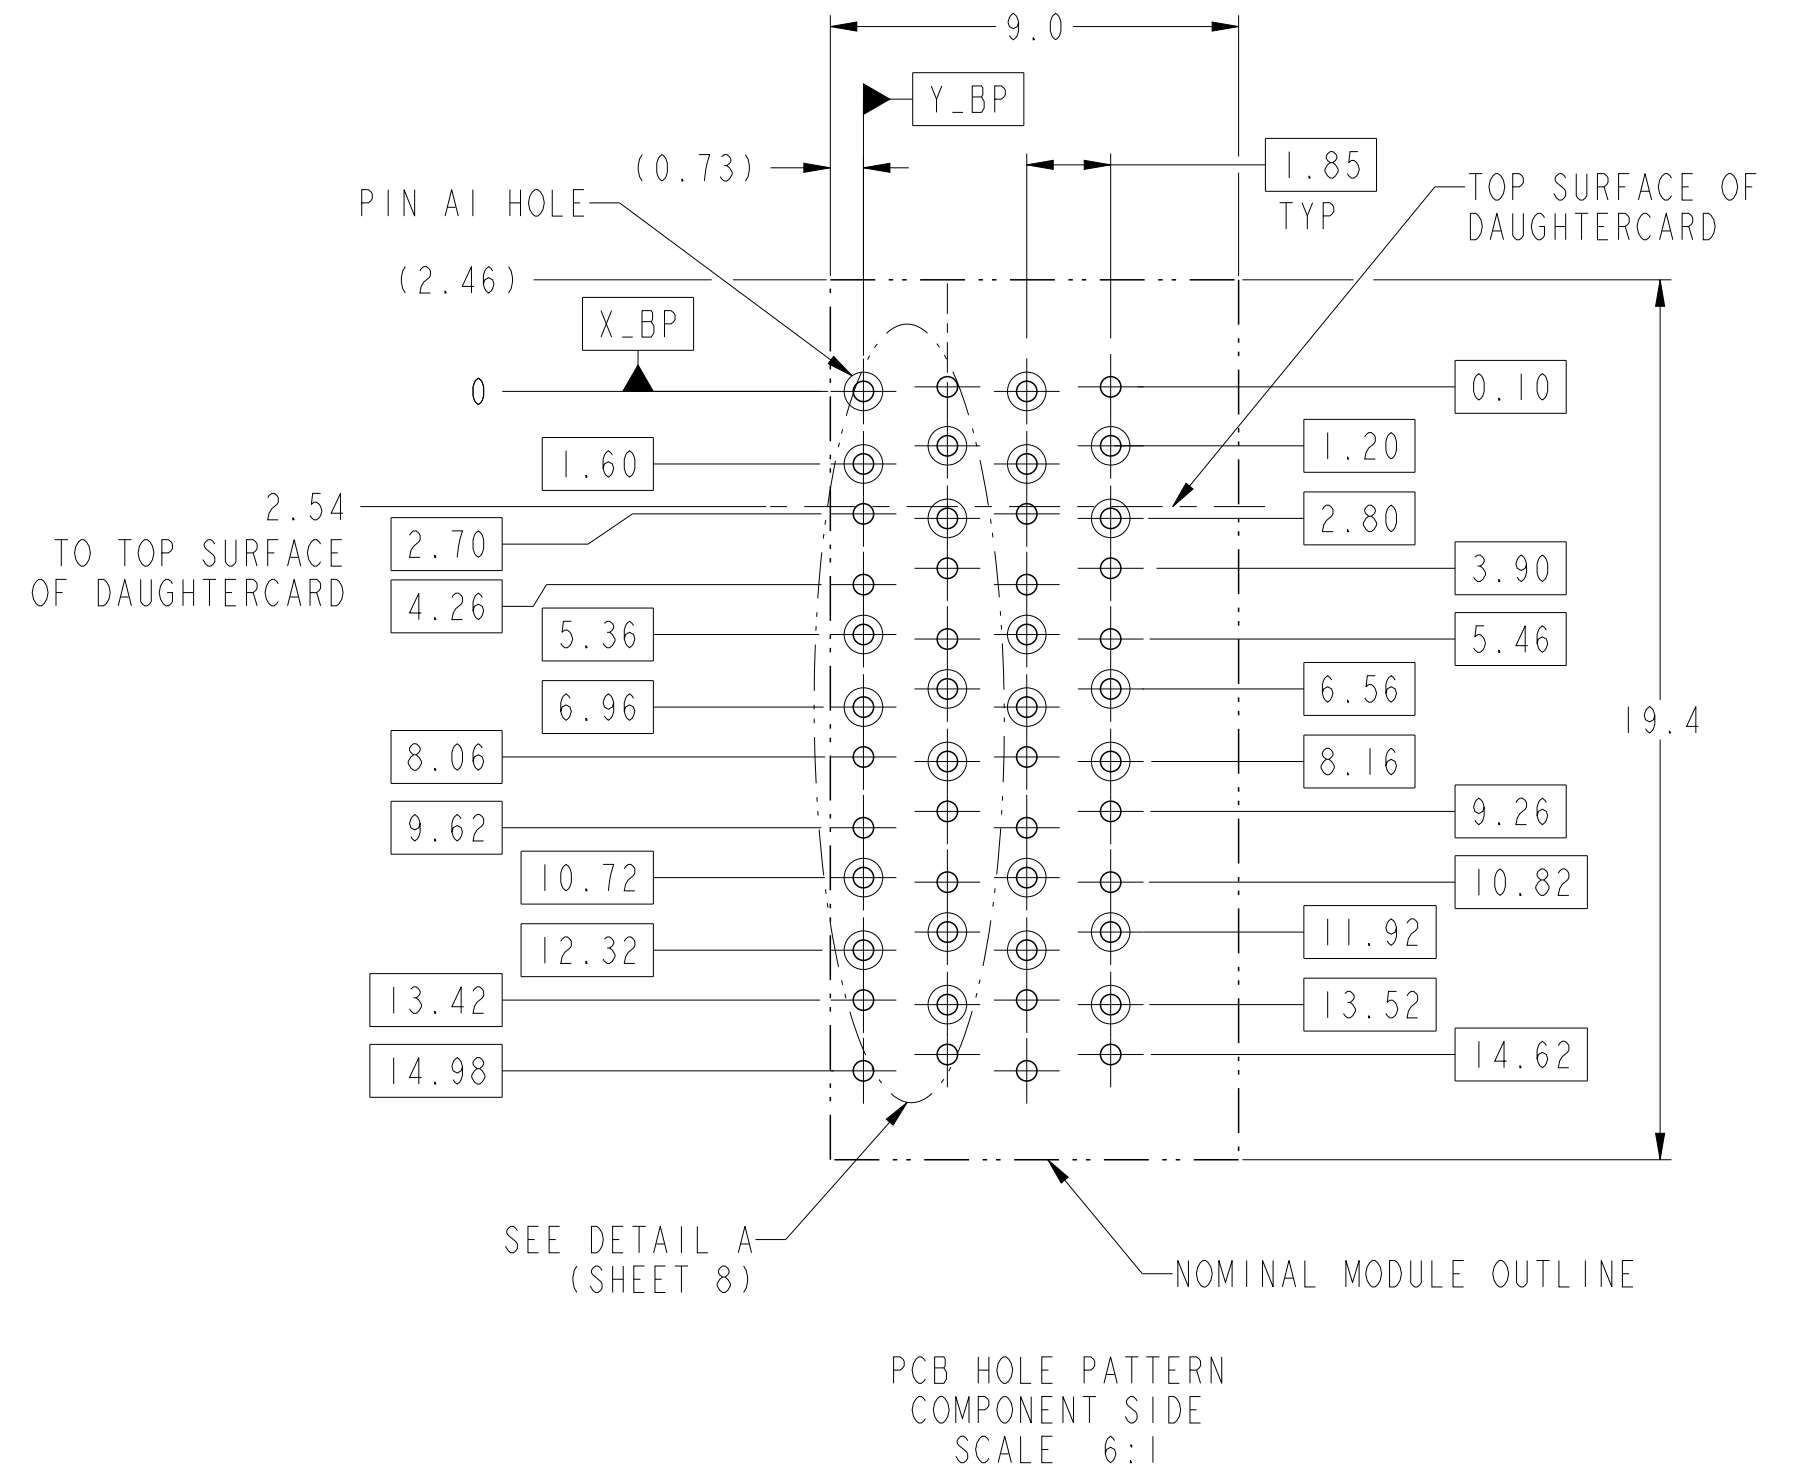 9.0
Y_BP
(0.73)
1.85
TYP
PIN A1 HOLE
TOP SURFACE OF
DAUGHTERCARD
(2.46)
X_BP
0
0.10
1.60
1.20
2.54
TO TOP SURFACE
OF DAUGHTERCARD
2.70
2.80
4.26
3.90
5.36
5.46
6.96
6.56
19.4
8.06
8.16
9.62
9.26
10.72
10.82
12.32
11.92
13.42
13.52
14.98
14.62
SEE DETAIL A
(SHEET 8)
NOMINAL MODULE OUTLINE
PCB HOLE PATTERN
COMPONENT SIDE
SCALE 6:1